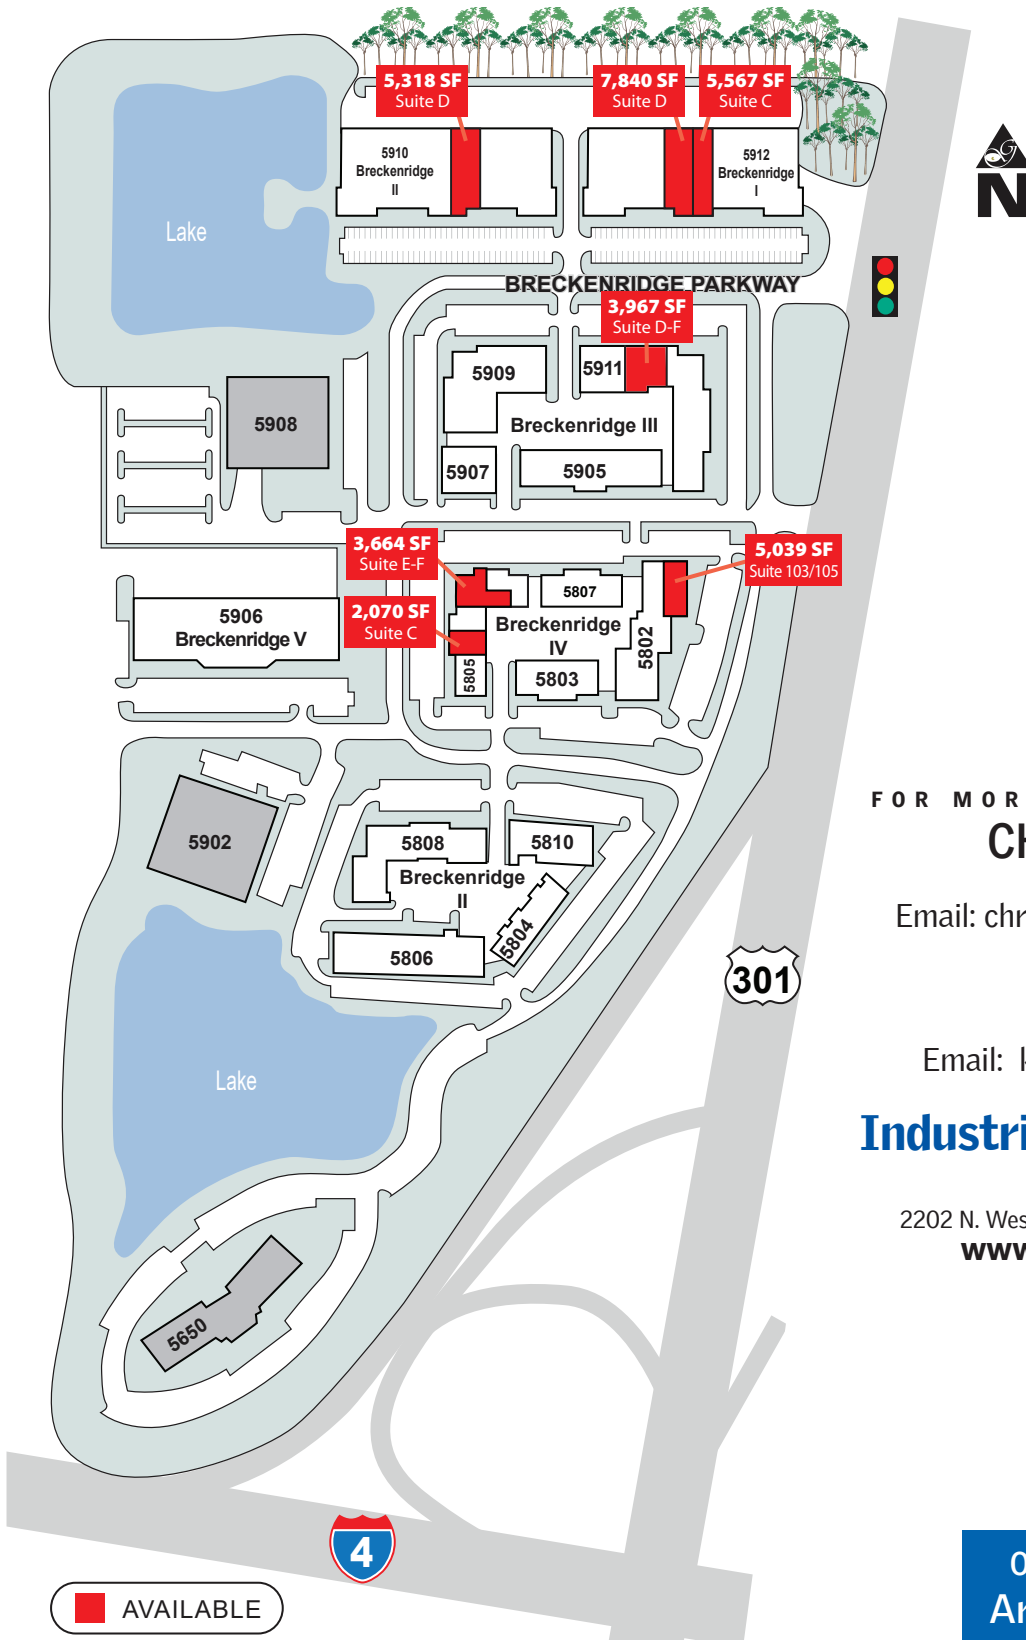 5,318 SF
Suite D
7,840 SF
Suite D
5,567 SF
Suite C
5910
Breckenridge
II
5912
Breckenridge
I
N
Lake
BRECKENRIDGE PARKWAY
3,967 SF
Suite D-F
5909
5911
5908
Breckenridge III
5907
5905
3,664 SF
Suite E-F
5,039 SF
Suite 103/105
5807
2,070 SF
Suite C
5906
Breckenridge V
Breckenridge
IV
5802
5805
5803
FOR MOR
5902
5808
5810
Ch
Breckenridge
II
Email: chr
5804
5806
301
Email:
Lake
Industri
2202 N. Wes
www
5650
4
AVAILABLE